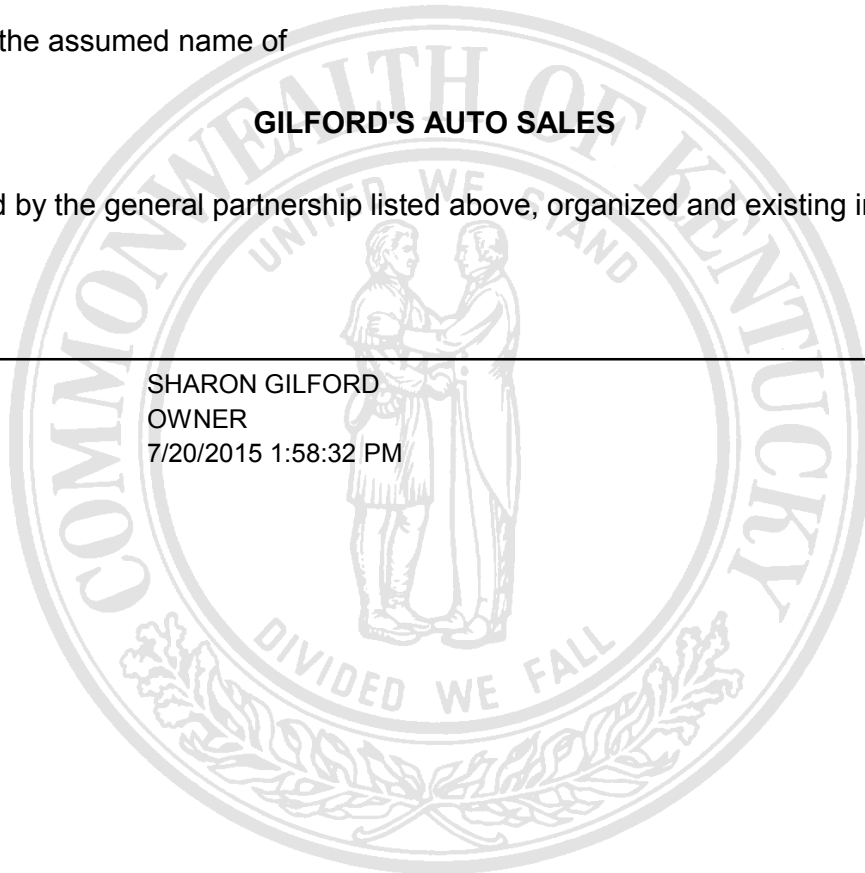 the assumed name of
GILFORD'S AUTO SALES
by the general partnership listed above, organized and existing
SHARON GILFORD
OWNER
7/20/2015 1:58:32 PM
COMMONWEALTH OF KENTUCKY
UNITED WE STAND
DIVIDED WE FALL